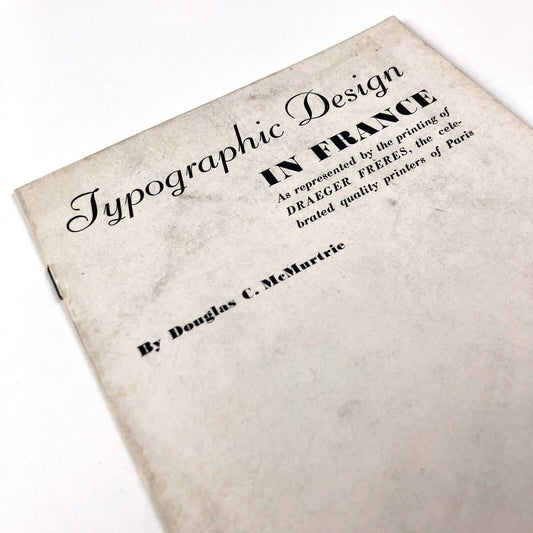 Typographic Design
IN FRANCE
As represented by the printing of
DRAEGER FRERES, the cele-
brated quality printers of Paris
By Douglas C. McMurtrie